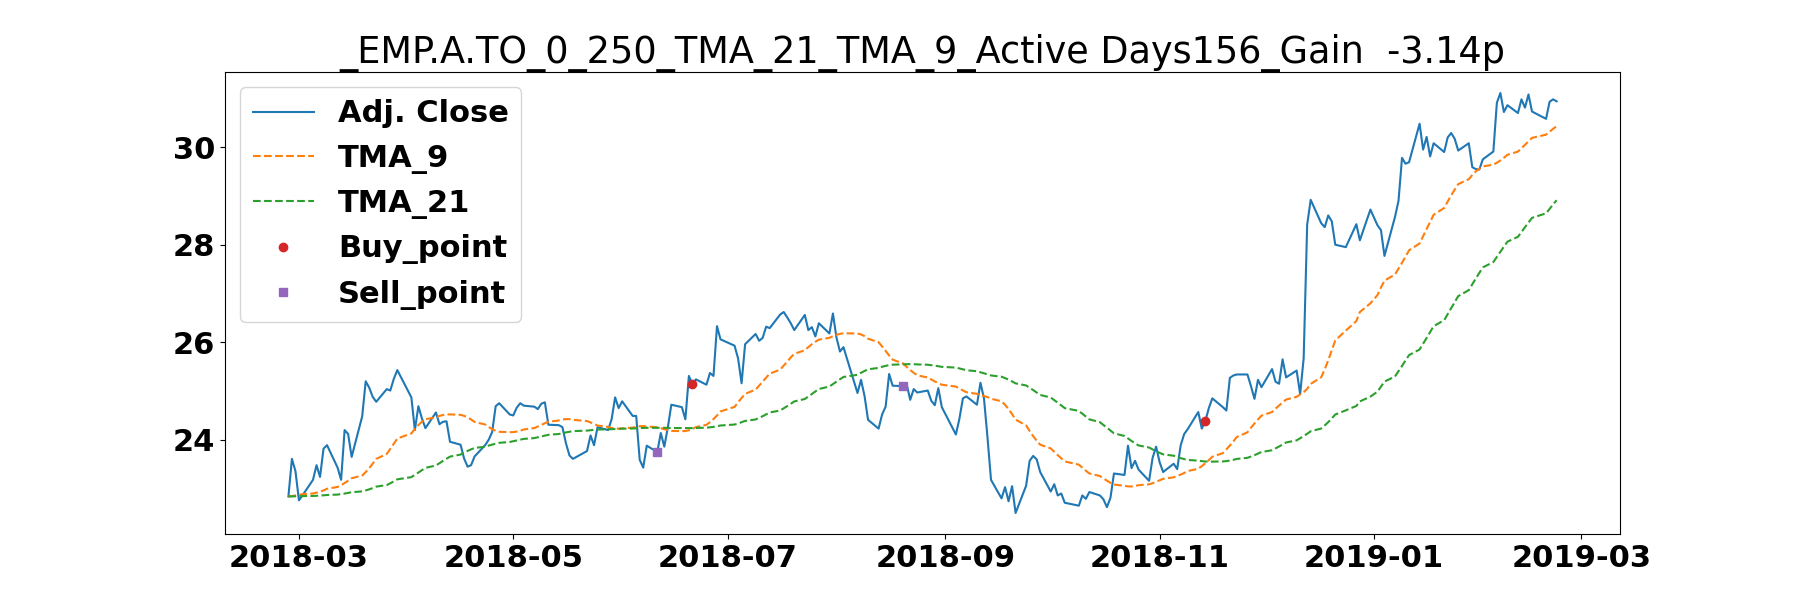 _EMP.A.TO_0_250_TMA_21_TMA_9_Active Days156_Gain  -3.14p
Adj. Close
TMA_9
TMA_21
Buy_point
Sell_point
30
28
26
24
2018-03 2018-05 2018-07 2018-09 2018-11 2019-01 2019-03